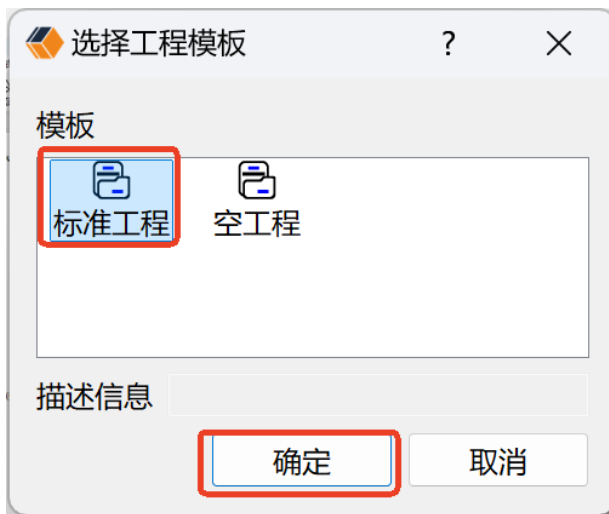 选择工程模板 ?
模板
标准工程 空工程
描述信息
确定 取消